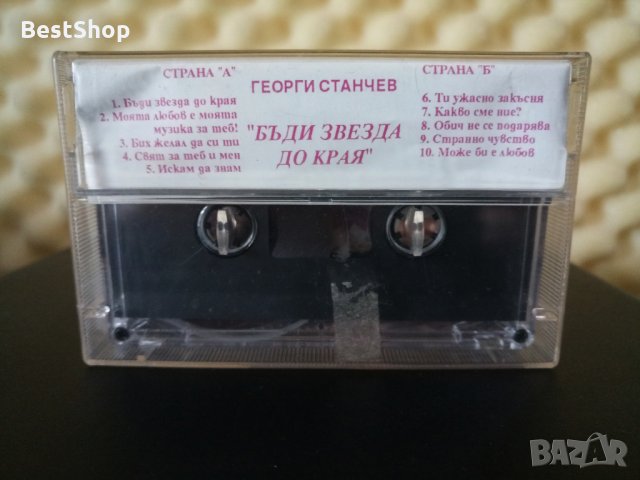 BestShop
СТРАНА "А"
1. Бъди звезда до края
2. Моята любов е моята
музика за теб!
3. Бих желал да си ти
4. Свят за теб и мен
5. Искам да знам
ГЕОРГИ СТАНЧЕВ
"БЪДИ ЗВЕЗДА
ДО КРАЯ"
СТРАНА "Б"
6. Ти ужасно закъсня
7. Какво сме ние?
8. Обич не се подарява
9. Странно чувство
10. Може би е любов
BAZAR